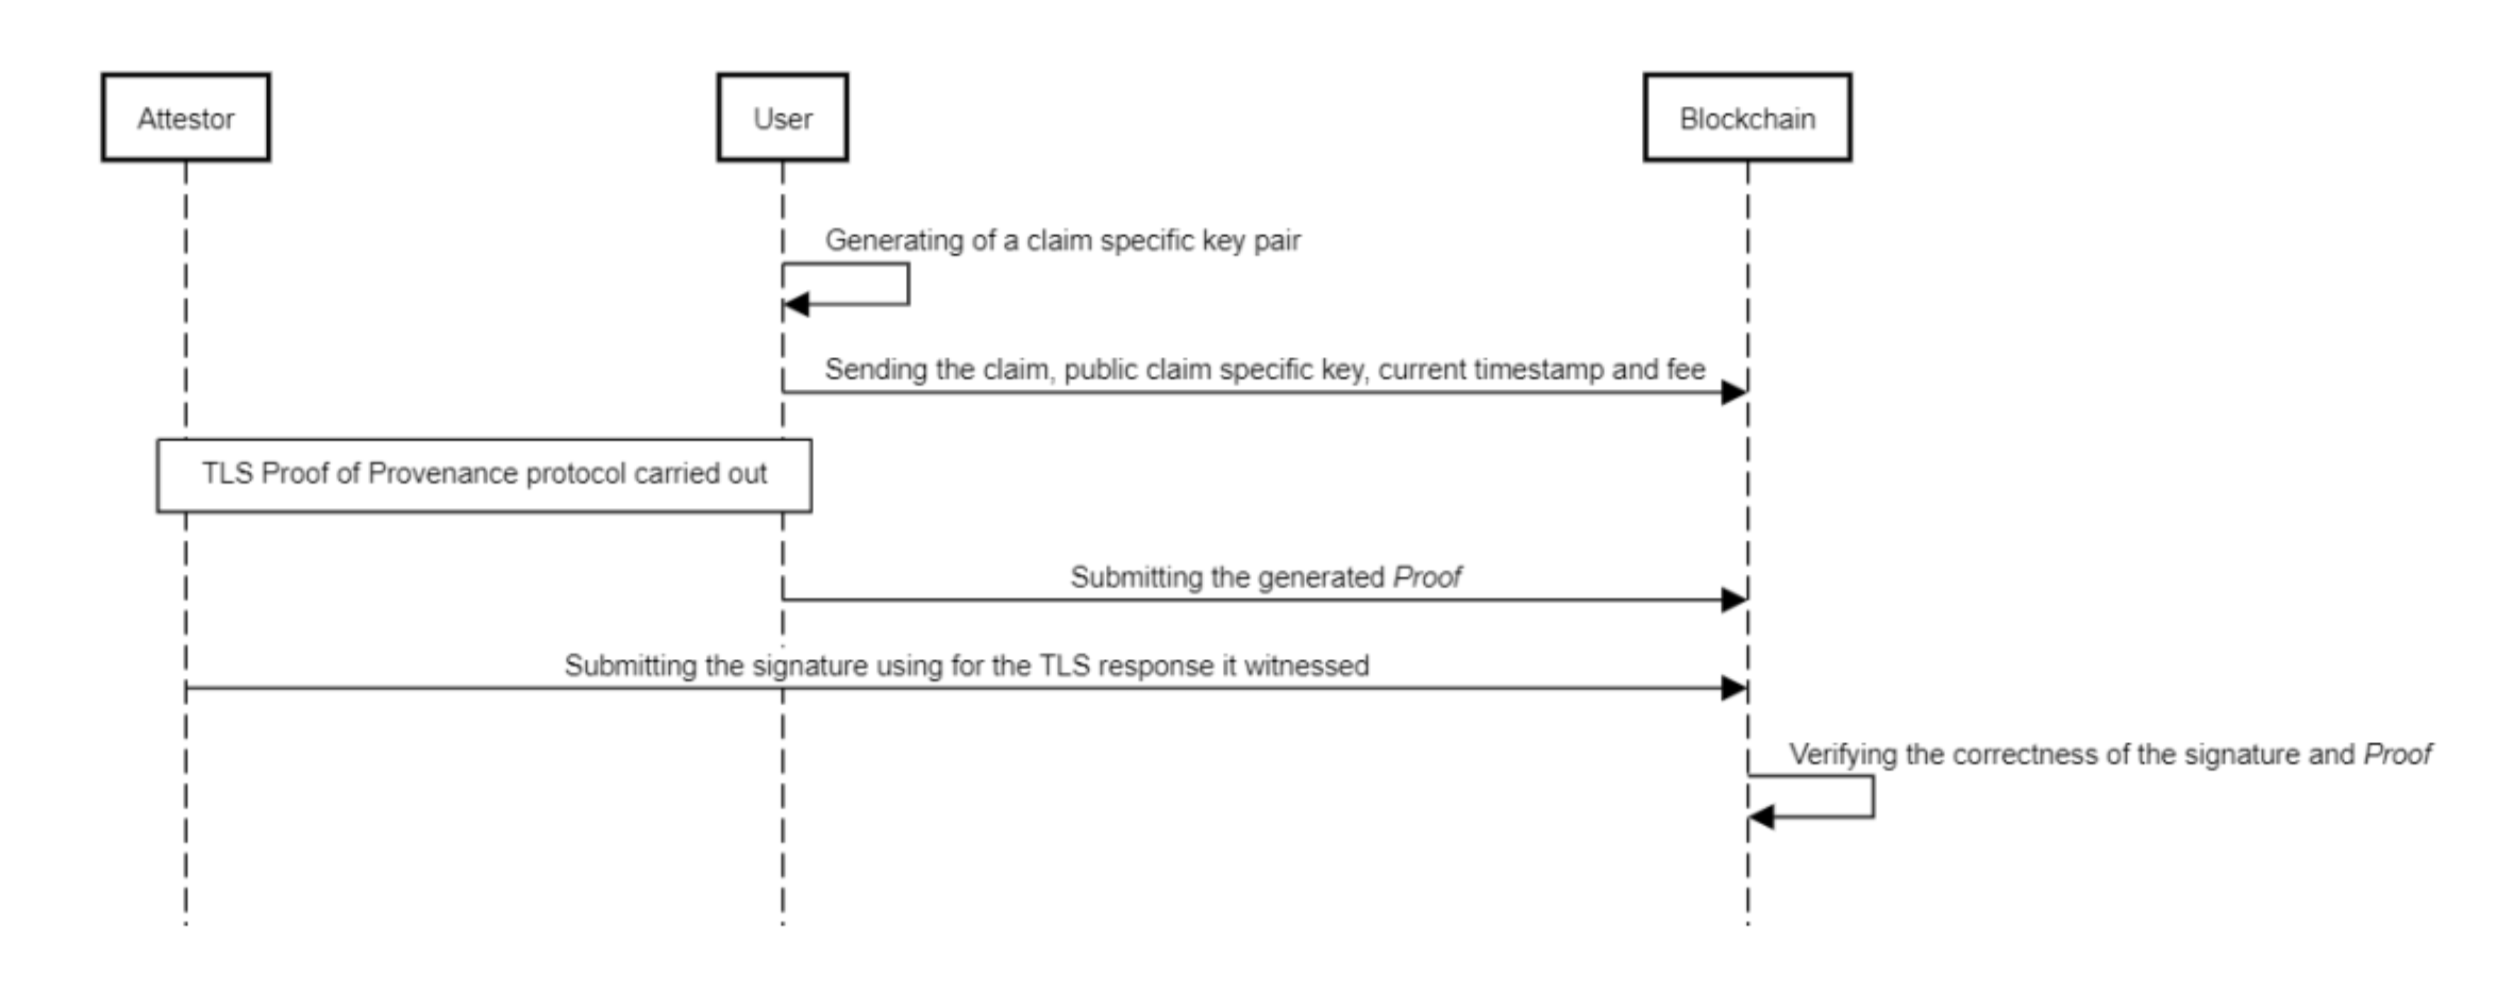 Attestor
User
Blockchain
Generating of a claim specific key pair
Sending the claim, public claim specific key, current timestamp and fee
TLS Proof of Provenance protocol carried out
Submitting the generated Proof
Submitting the signature using for the TLS response it witnessed
Verifying the correctness of the signature and Proof